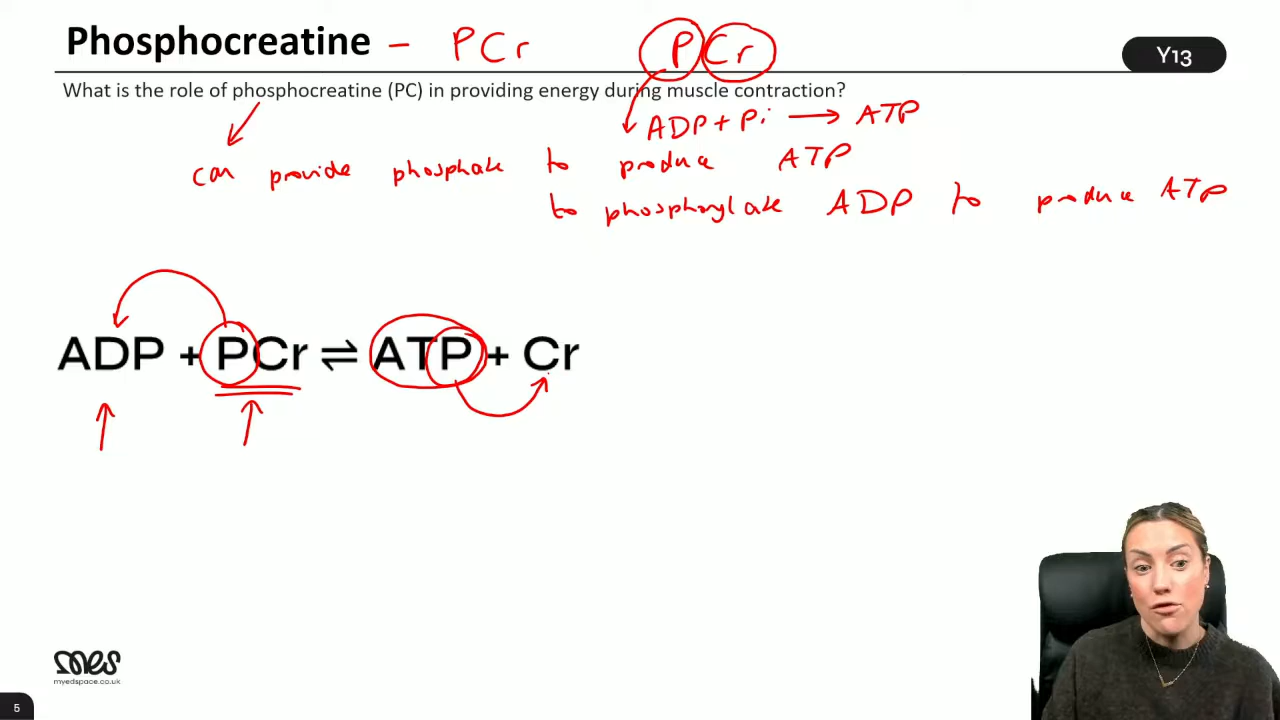 Phosphocreatine – PCr PCr
Y13
What is the role of phosphocreatine (PC) in providing energy during muscle contraction?
ADP + Pi → ATP
can provide phosphate to produce ATP
to phosphorylate ADP to produce ATP
ADP + PCr ⇌ ATP + Cr
mes
myedspace.co.uk
5